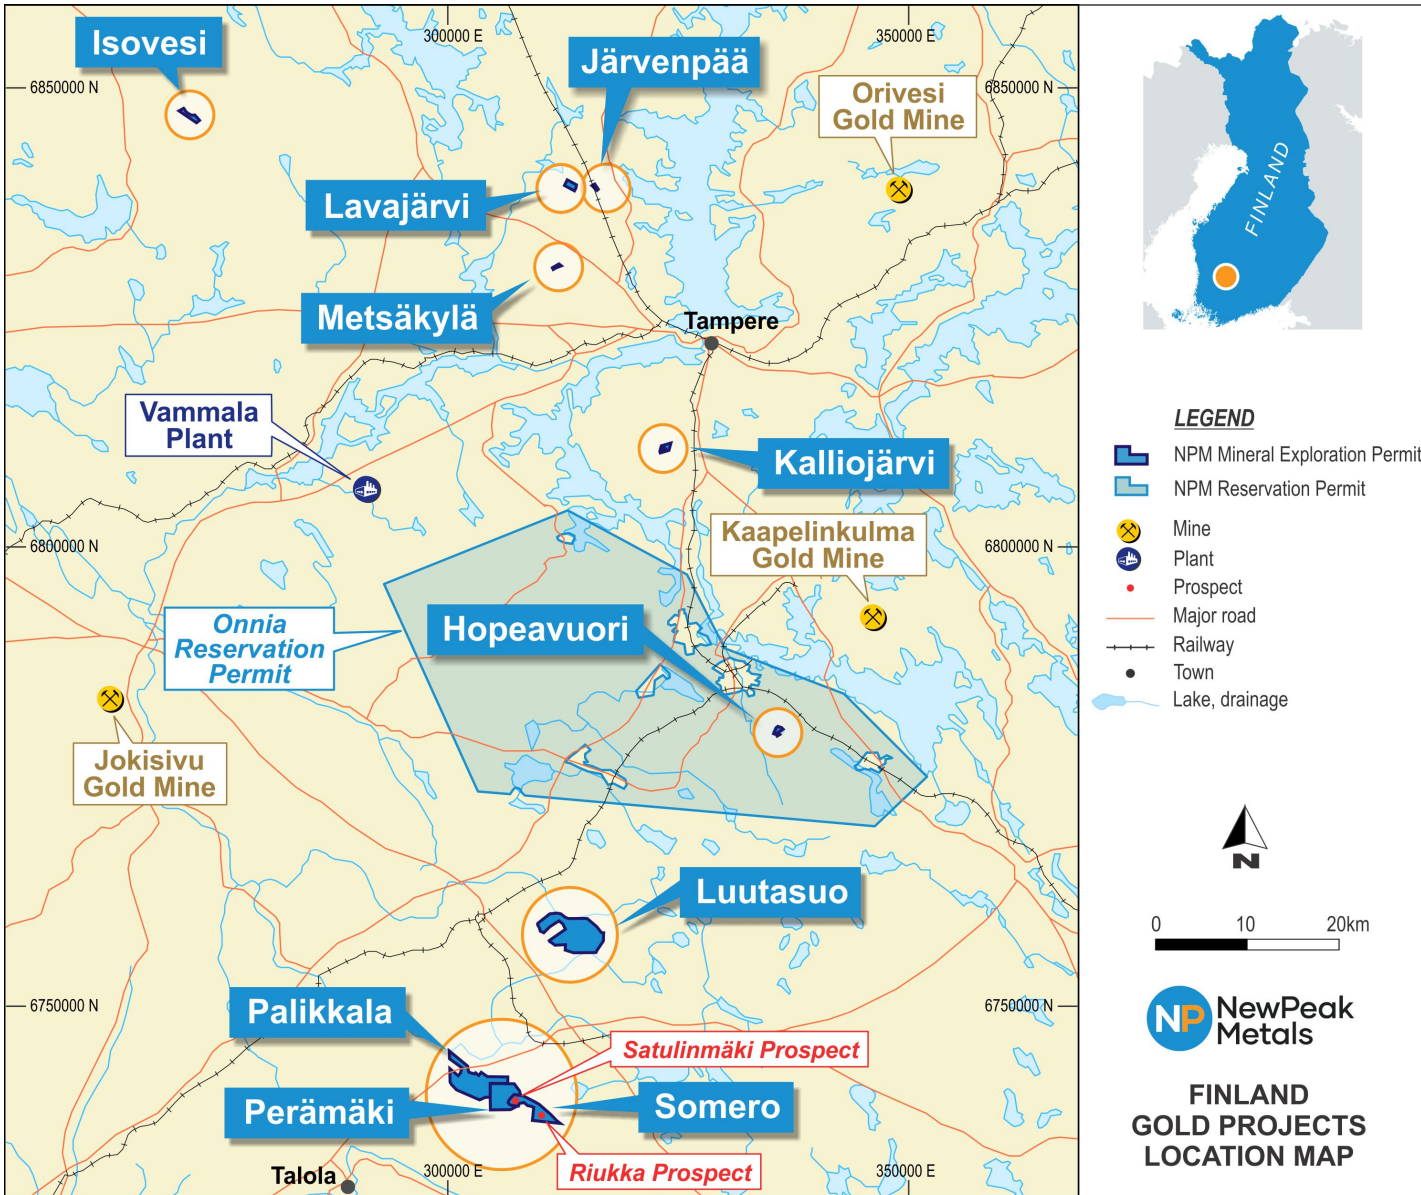 300000 E
350000 E
Isovesi
Järvenpää
6850000 N
6850000 N
Orivesi
Gold Mine
Lavajärvi
Metsäkylä
Tampere
Vammala
Plant
Kalliojärvi
Kaapelinkulma
Gold Mine
6800000 N
6800000 N
Onnia
Reservation
Permit
Hopeavuori
Jokisivu
Gold Mine
Luutasuo
Palikkala
6750000 N
6750000 N
Satulinmäki Prospect
Perämäki
Somero
Riukka Prospect
Talola
300000 E
350000 E
FINLAND
LEGEND
NPM Mineral Exploration Permit
NPM Reservation Permit
Mine
Plant
Prospect
Major road
Railway
Town
Lake, drainage
N
0 10 20km
NP NewPeak
Metals
FINLAND
GOLD PROJECTS
LOCATION MAP